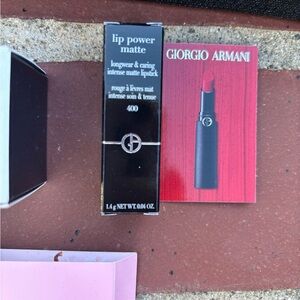 lip power
matte
longwear & caring
intense matte lipstick
rouge à lèvres mat
intense soin & tenue
400
1.4 g NET WT. 0.04 OZ.
GIORGIO ARMANI